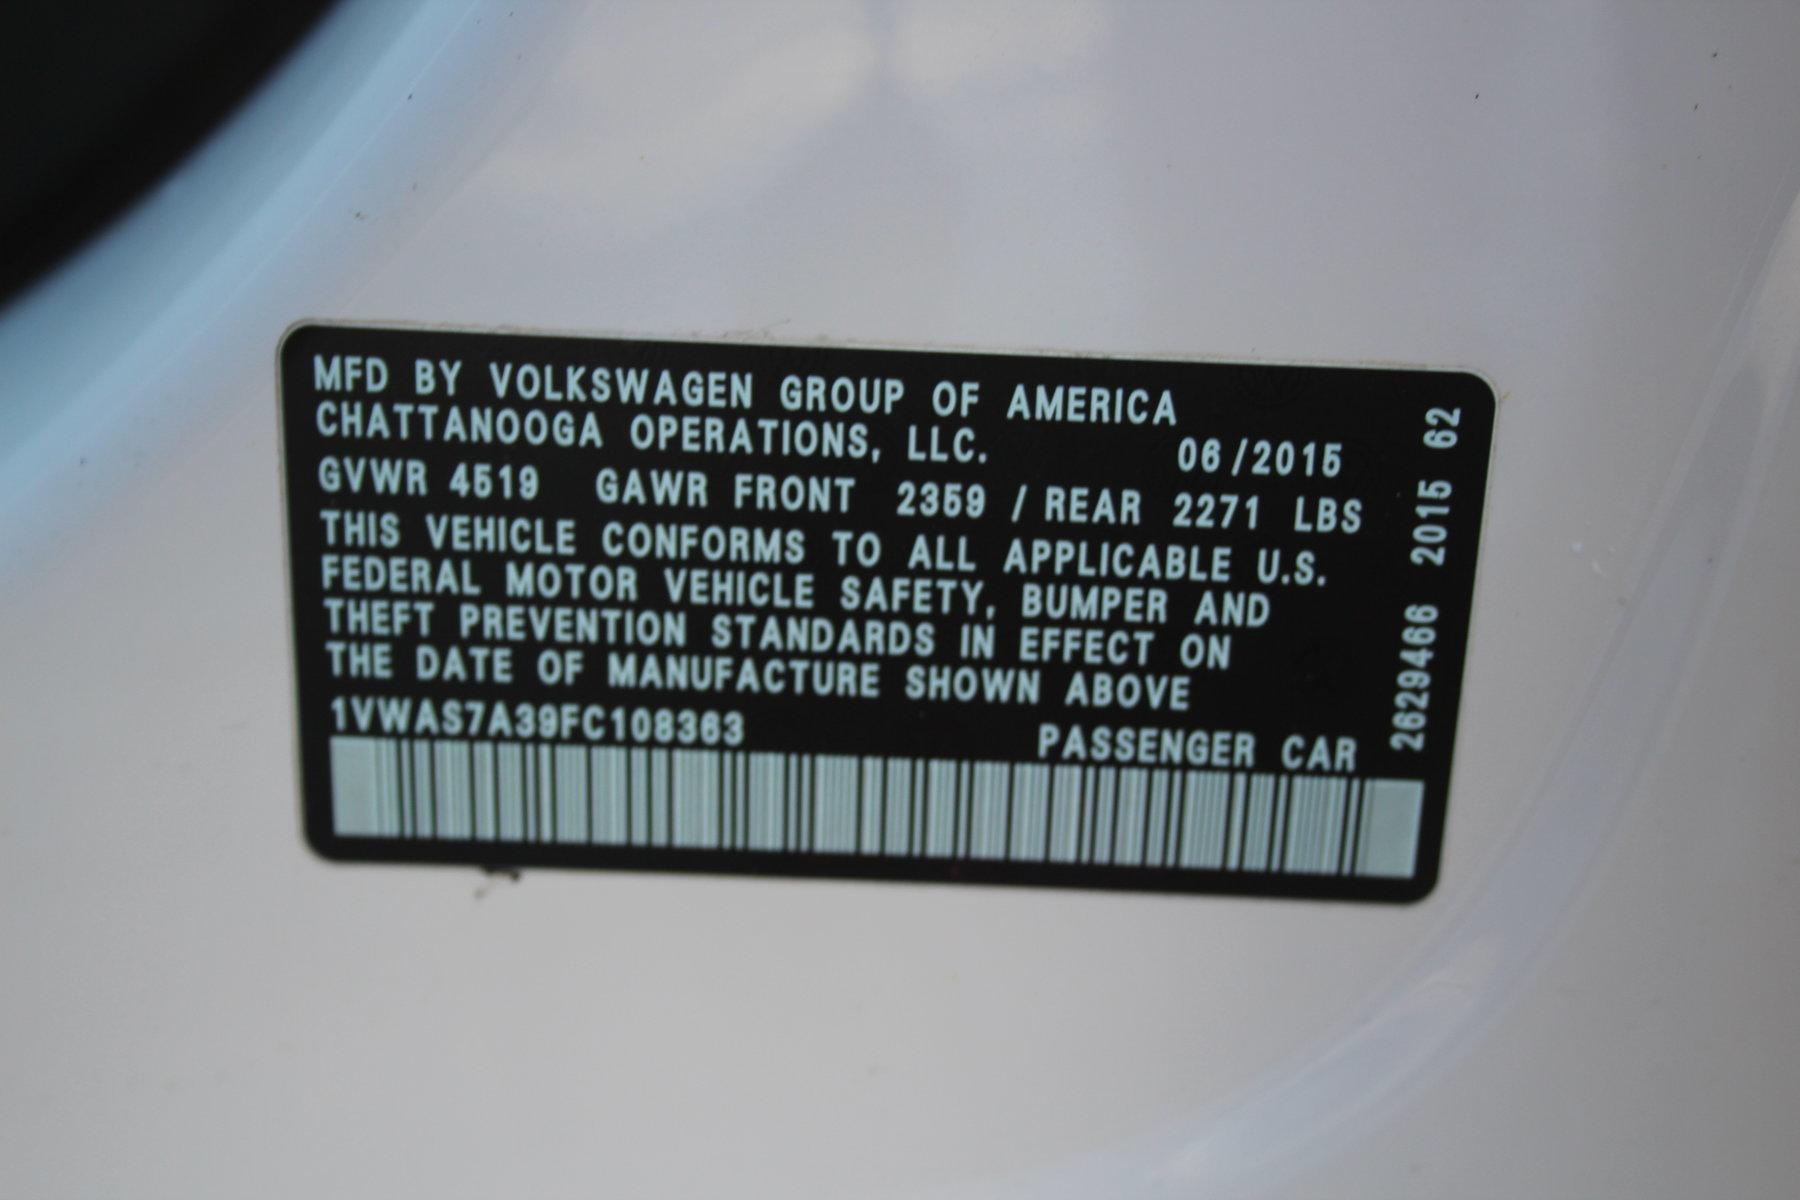 MFD BY VOLKSWAGEN GROUP OF AMERICA
CHATTANOOGA OPERATIONS, LLC. 06/2015
GVWR 4519 GAWR FRONT 2359 / REAR 2271 LBS
THIS VEHICLE CONFORMS TO ALL APPLICABLE U.S.
FEDERAL MOTOR VEHICLE SAFETY, BUMPER AND
THEFT PREVENTION STANDARDS IN EFFECT ON
THE DATE OF MANUFACTURE SHOWN ABOVE
1VWAS7A39FC108363 PASSENGER CAR
2629466 2015 62